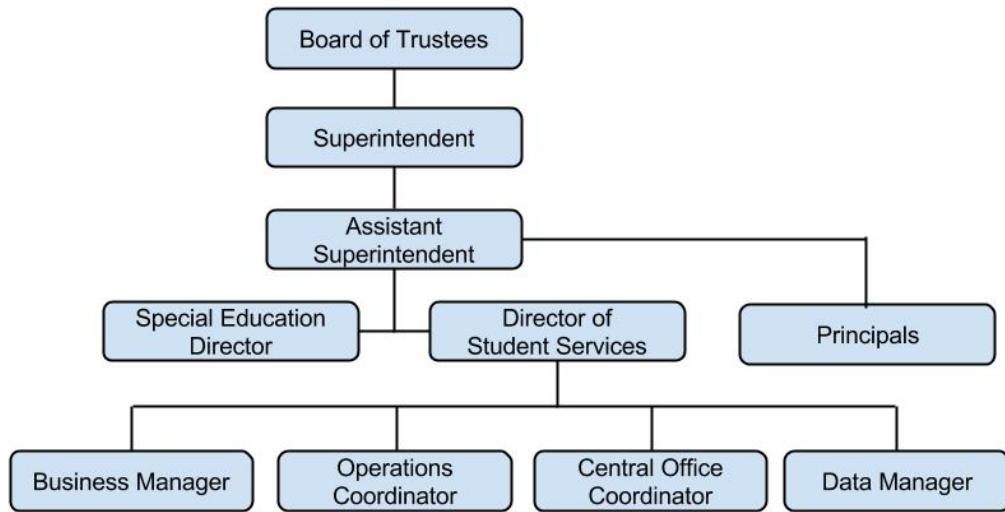 Board of Trustees
Superintendent
Assistant
Superintendent
Special Education
Director
Director of
Student Services
Principals
Business Manager
Operations
Coordinator
Central Office
Coordinator
Data Manager